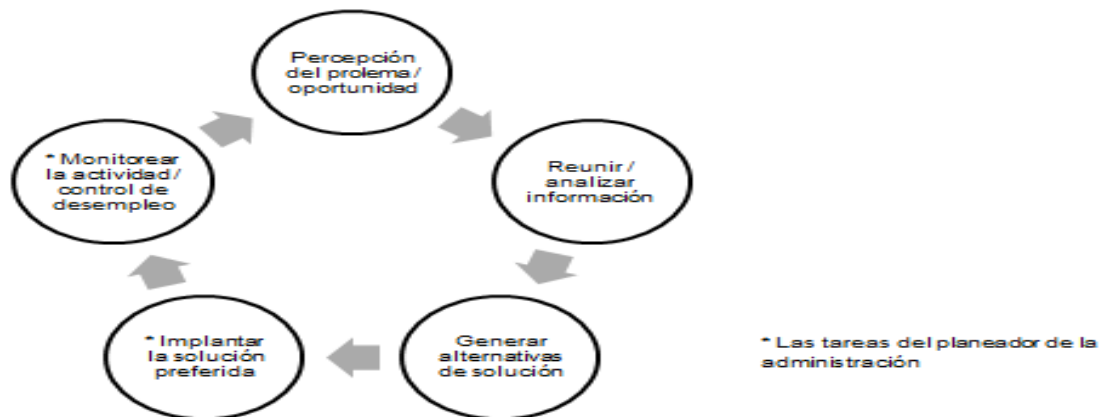 Percepción
del prolema/
oportunidad
Reunir /
analizar
información
Generar
alternativas
de solución
* Implantar
la solución
preferida
* Monitorear
la actividad/
control de
desempleo
* Las tareas del planeador de la
administración